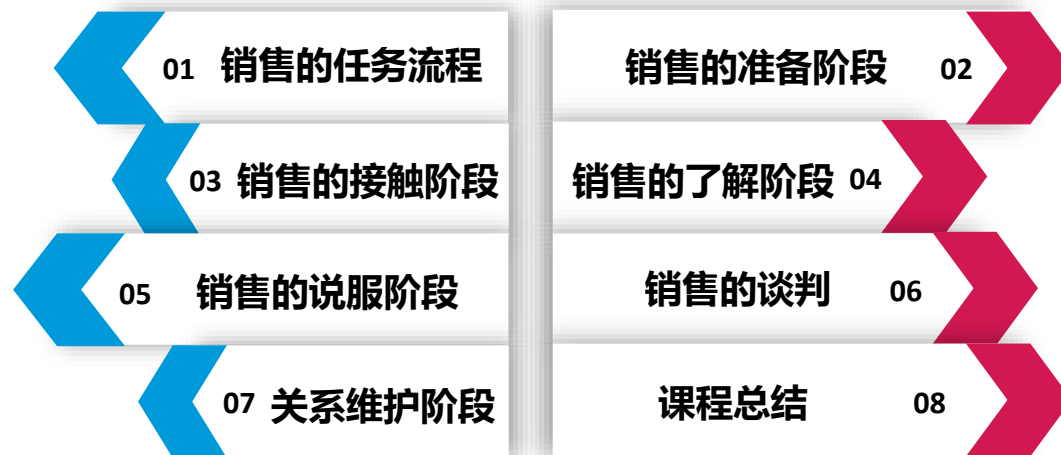 01 销售的任务流程
销售的准备阶段 02
03 销售的接触阶段
销售的了解阶段 04
05 销售的说服阶段
销售的谈判 06
07 关系维护阶段
课程总结 08